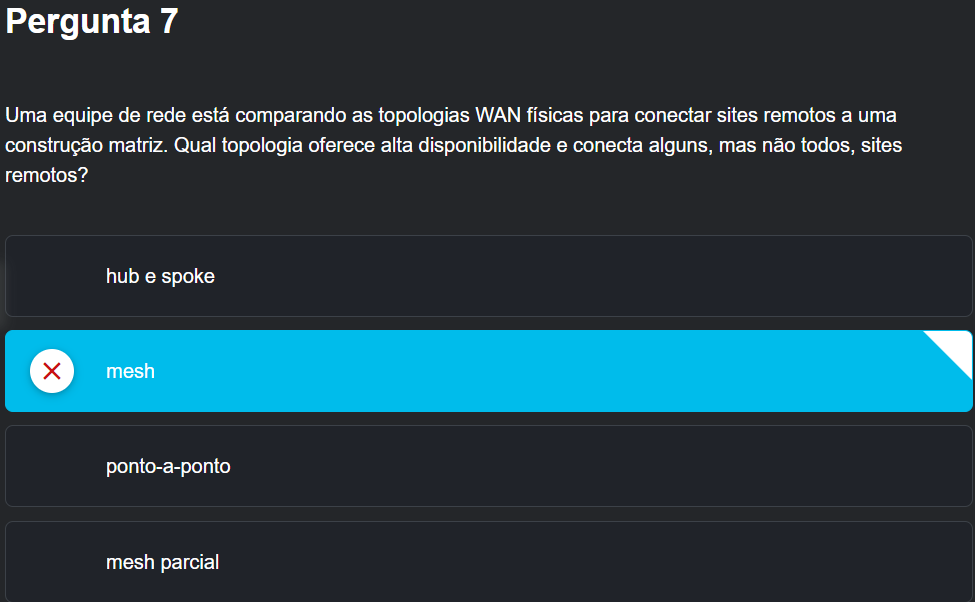 Pergunta 7
Uma equipe de rede está comparando as topologias WAN físicas para conectar sites remotos a uma
construção matriz. Qual topologia oferece alta disponibilidade e conecta alguns, mas não todos, sites
remotos?
hub e spoke
mesh
ponto-a-ponto
mesh parcial